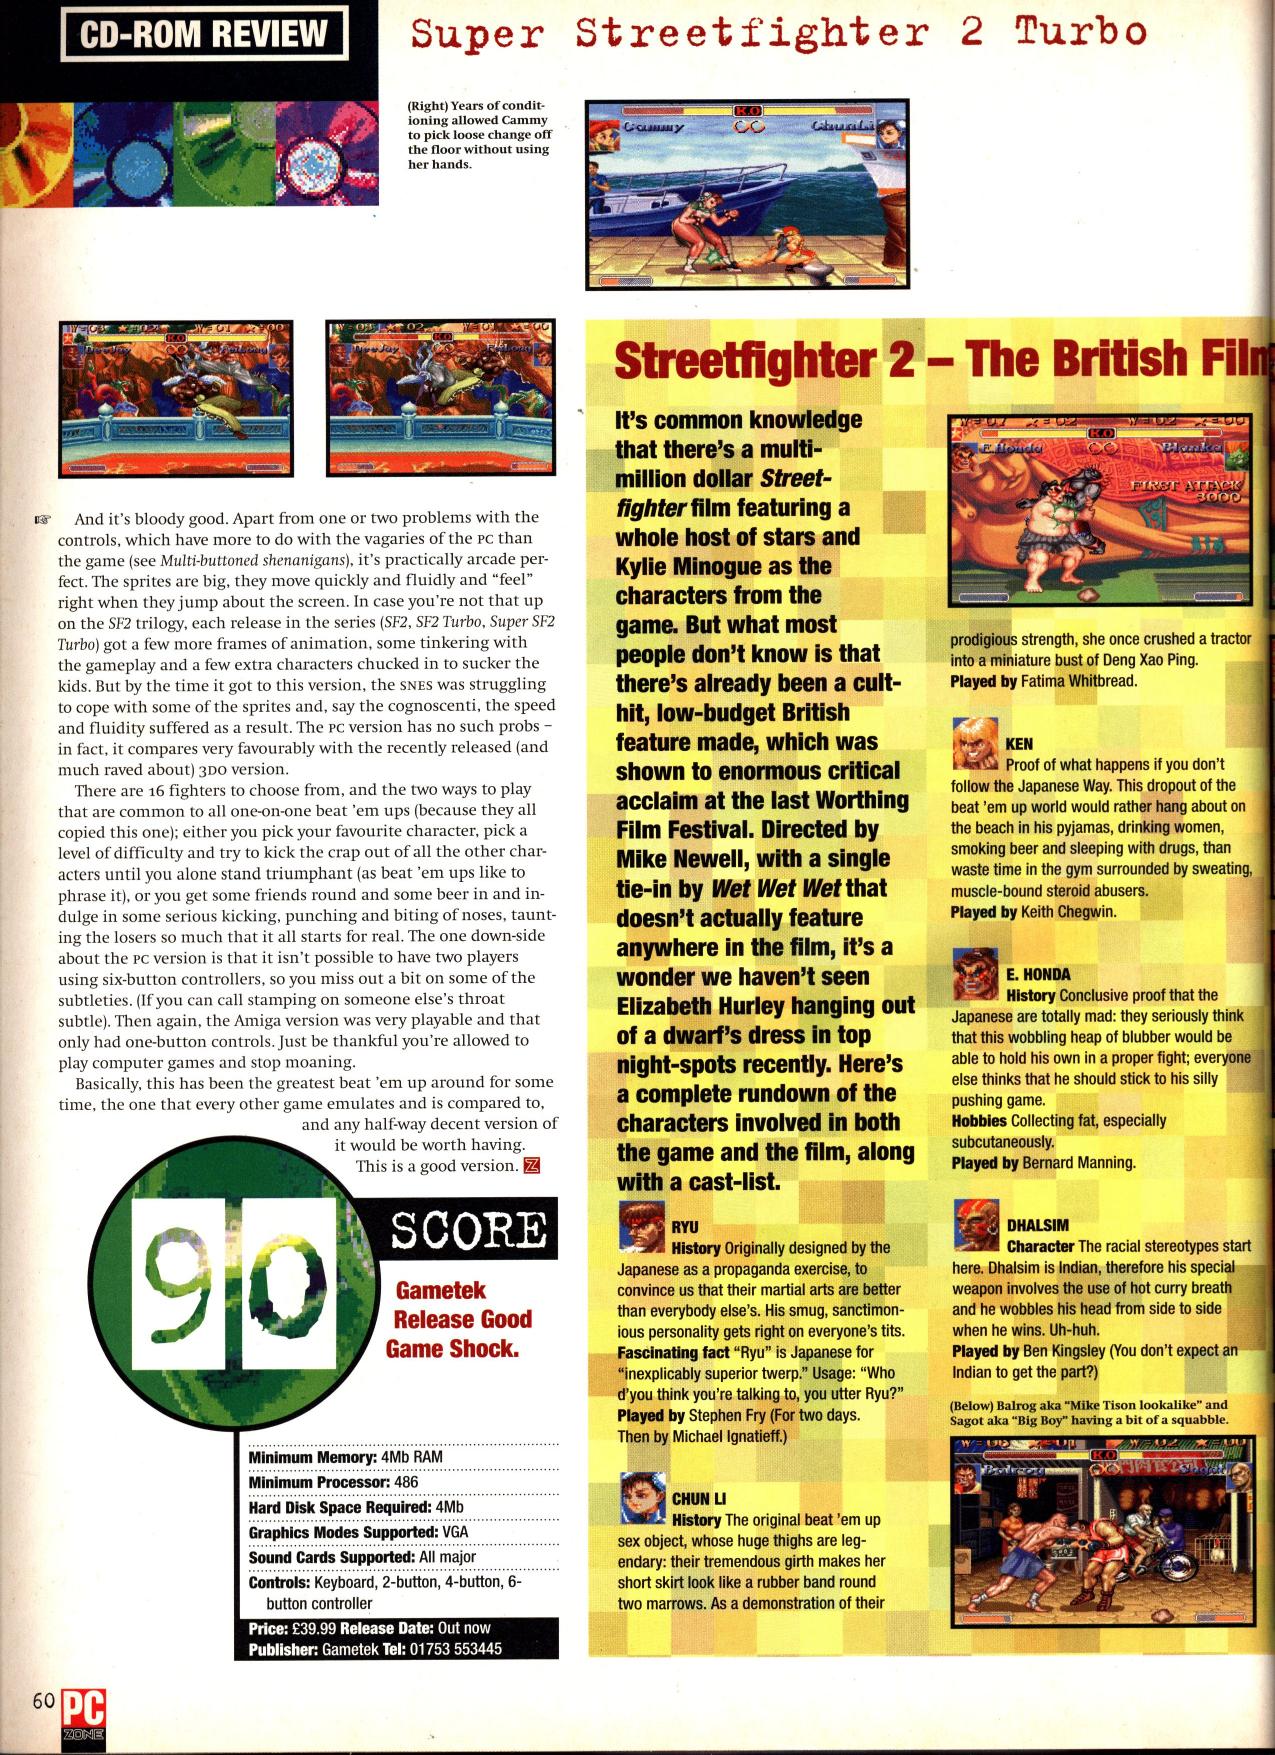 CD-ROM REVIEW
Super Streetfighter 2 Turbo
(Right) Years of condit-
ioning allowed Cammy
to pick loose change off
the floor without using
her hands.
K.O
Cammy
ChunLi
K.O
DeeJay
FeiLong
K.O
DeeJay
FeiLong
And it's bloody good. Apart from one or two problems with the
controls, which have more to do with the vagaries of the PC than
the game (see Multi-buttoned shenanigans), it's practically arcade per-
fect. The sprites are big, they move quickly and fluidly and “feel”
right when they jump about the screen. In case you're not that up
on the SF2 trilogy, each release in the series (SF2, SF2 Turbo, Super SF2
Turbo) got a few more frames of animation, some tinkering with
the gameplay and a few extra characters chucked in to sucker the
kids. But by the time it got to this version, the SNES was struggling
to cope with some of the sprites and, say the cognoscenti, the speed
and fluidity suffered as a result. The PC version has no such probs –
in fact, it compares very favourably with the recently released (and
much raved about) 3DO version.
There are 16 fighters to choose from, and the two ways to play
that are common to all one-on-one beat 'em ups (because they all
copied this one); either you pick your favourite character, pick a
level of difficulty and try to kick the crap out of all the other char-
acters until you alone stand triumphant (as beat 'em ups like to
phrase it), or you get some friends round and some beer in and in-
dulge in some serious kicking, punching and biting of noses, taunt-
ing the losers so much that it all starts for real. The one down-side
about the PC version is that it isn't possible to have two players
using six-button controllers, so you miss out a bit on some of the
subtleties. (If you can call stamping on someone else's throat
subtle). Then again, the Amiga version was very playable and that
only had one-button controls. Just be thankful you're allowed to
play computer games and stop moaning.
Basically, this has been the greatest beat 'em up around for some
time, the one that every other game emulates and is compared to,
and any half-way decent version of
it would be worth having.
This is a good version. Z
90
SCORE
Gametek
Release Good
Game Shock.
Minimum Memory: 4Mb RAM
Minimum Processor: 486
Hard Disk Space Required: 4Mb
Graphics Modes Supported: VGA
Sound Cards Supported: All major
Controls: Keyboard, 2-button, 4-button, 6-
button controller
Price: £39.99 Release Date: Out now
Publisher: Gametek Tel: 01753 553445
Streetfighter 2 – The British Film
It's common knowledge
that there's a multi-
million dollar Street-
fighter film featuring a
whole host of stars and
Kylie Minogue as the
characters from the
game. But what most
people don't know is that
there's already been a cult-
hit, low-budget British
feature made, which was
shown to enormous critical
acclaim at the last Worthing
Film Festival. Directed by
Mike Newell, with a single
tie-in by Wet Wet Wet that
doesn't actually feature
anywhere in the film, it's a
wonder we haven't seen
Elizabeth Hurley hanging out
of a dwarf's dress in top
night-spots recently. Here's
a complete rundown of the
characters involved in both
the game and the film, along
with a cast-list.
RYU
History Originally designed by the
Japanese as a propaganda exercise, to
convince us that their martial arts are better
than everybody else's. His smug, sanctimon-
ious personality gets right on everyone's tits.
Fascinating fact “Ryu” is Japanese for
“inexplicably superior twerp.” Usage: “Who
d'you think you're talking to, you utter Ryu?”
Played by Stephen Fry (For two days.
Then by Michael Ignatieff.)
CHUN LI
History The original beat 'em up
sex object, whose huge thighs are leg-
endary: their tremendous girth makes her
short skirt look like a rubber band round
two marrows. As a demonstration of their
K.O
E.Honda
Blanka
FIRST ATTACK
3000
prodigious strength, she once crushed a tractor
into a miniature bust of Deng Xao Ping.
Played by Fatima Whitbread.
KEN
Proof of what happens if you don't
follow the Japanese Way. This dropout of the
beat 'em up world would rather hang about on
the beach in his pyjamas, drinking women,
smoking beer and sleeping with drugs, than
waste time in the gym surrounded by sweating,
muscle-bound steroid abusers.
Played by Keith Chegwin.
E. HONDA
History Conclusive proof that the
Japanese are totally mad: they seriously think
that this wobbling heap of blubber would be
able to hold his own in a proper fight; everyone
else thinks that he should stick to his silly
pushing game.
Hobbies Collecting fat, especially
subcutaneously.
Played by Bernard Manning.
DHALSIM
Character The racial stereotypes start
here. Dhalsim is Indian, therefore his special
weapon involves the use of hot curry breath
and he wobbles his head from side to side
when he wins. Uh-huh.
Played by Ben Kingsley (You don't expect an
Indian to get the part?)
(Below) Balrog aka “Mike Tison lookalike” and
Sagot aka “Big Boy” having a bit of a squabble.
K.O
Balrog
Sagat
60 PC
ZONE